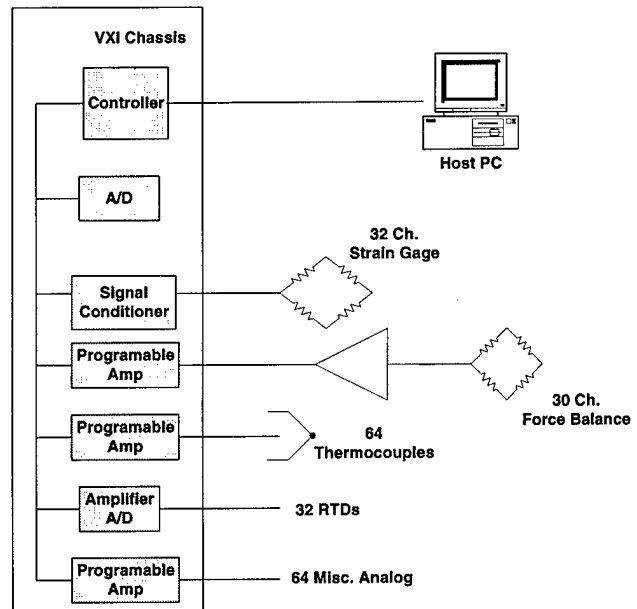 VXI Chassis
Controller
Host PC
A/D
32 Ch.
Strain Gage
Signal
Conditioner
Programable
Amp
30 Ch.
Force Balance
Programable
Amp
64
Thermocouples
Amplifier
A/D
32 RTDs
Programable
Amp
64 Misc. Analog